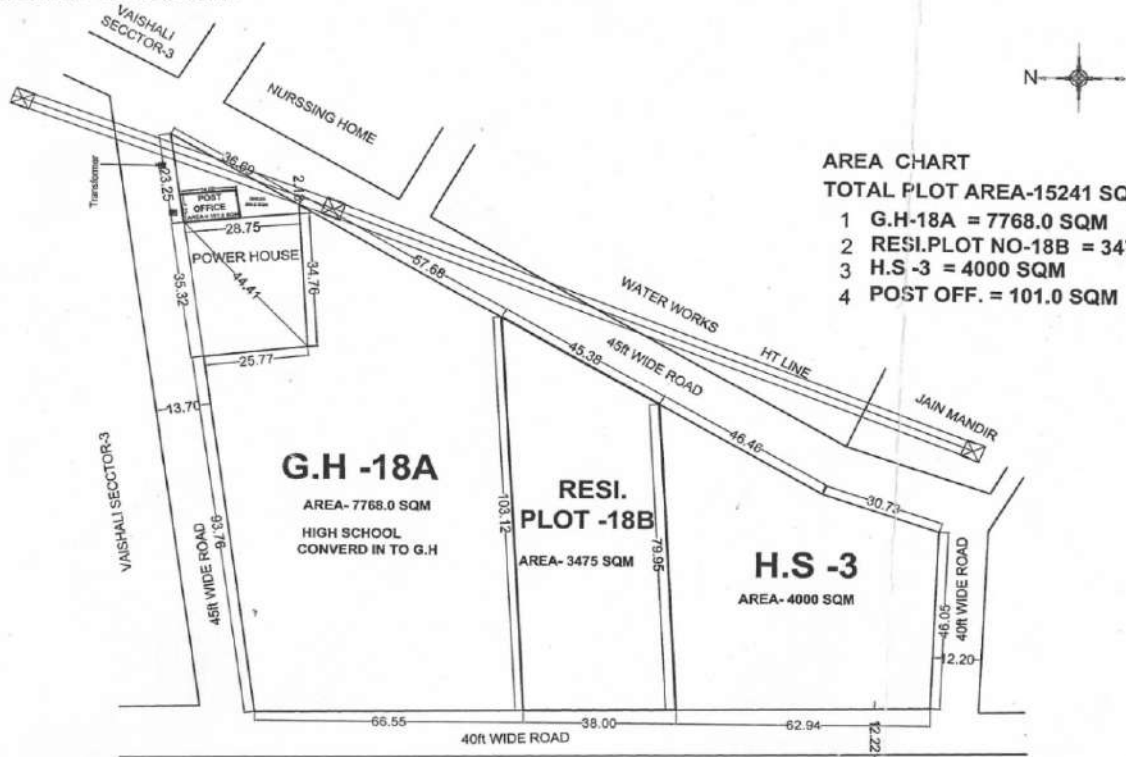 VAISHALI
SECCTOR-3
NURSSING HOME
N
AREA CHART
TOTAL PLOT AREA-15241 SQ
1 G.H-18A = 7768.0 SQM
2 RESI.PLOT NO-18B = 347
3 H.S -3 = 4000 SQM
4 POST OFF. = 101.0 SQM
Transformer
23.25
36.69
POST
OFFICE
28.75
POWER HOUSE
44.41
34.76
35.32
25.77
57.68
WATER WORKS
HT LINE
JAIN MANDIR
45.38
45ft WIDE ROAD
46.46
30.73
13.70
VAISHALI SECCTOR-3
93.76
45ft WIDE ROAD
G.H -18A
AREA- 7768.0 SQM
HIGH SCHOOL
CONVERD IN TO G.H
103.12
RESI.
PLOT -18B
AREA- 3475 SQM
79.95
H.S -3
AREA- 4000 SQM
46.05
40ft WIDE ROAD
12.20
66.55
38.00
62.94
12.22
40ft WIDE ROAD